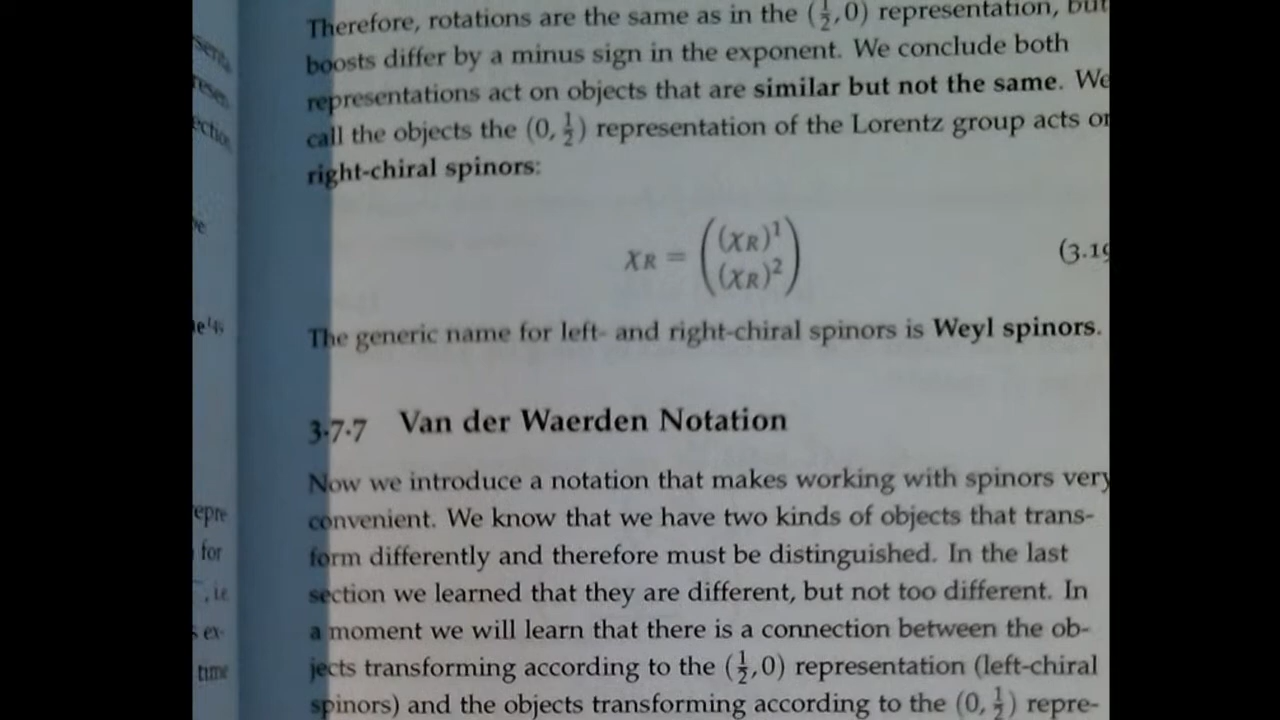 Therefore, rotations are the same as in the (½, 0) representation, but
boosts differ by a minus sign in the exponent. We conclude both
representations act on objects that are similar but not the same. We
call the objects the (0, ½) representation of the Lorentz group acts on
right-chiral spinors:
χR = ( (χR)¹
(χR)² )
(3.19
The generic name for left- and right-chiral spinors is Weyl spinors.
3.7.7 Van der Waerden Notation
Now we introduce a notation that makes working with spinors very
convenient. We know that we have two kinds of objects that trans-
form differently and therefore must be distinguished. In the last
section we learned that they are different, but not too different. In
a moment we will learn that there is a connection between the ob-
jects transforming according to the (½, 0) representation (left-chiral
spinors) and the objects transforming according to the (0, ½) repre-
epre
for
time